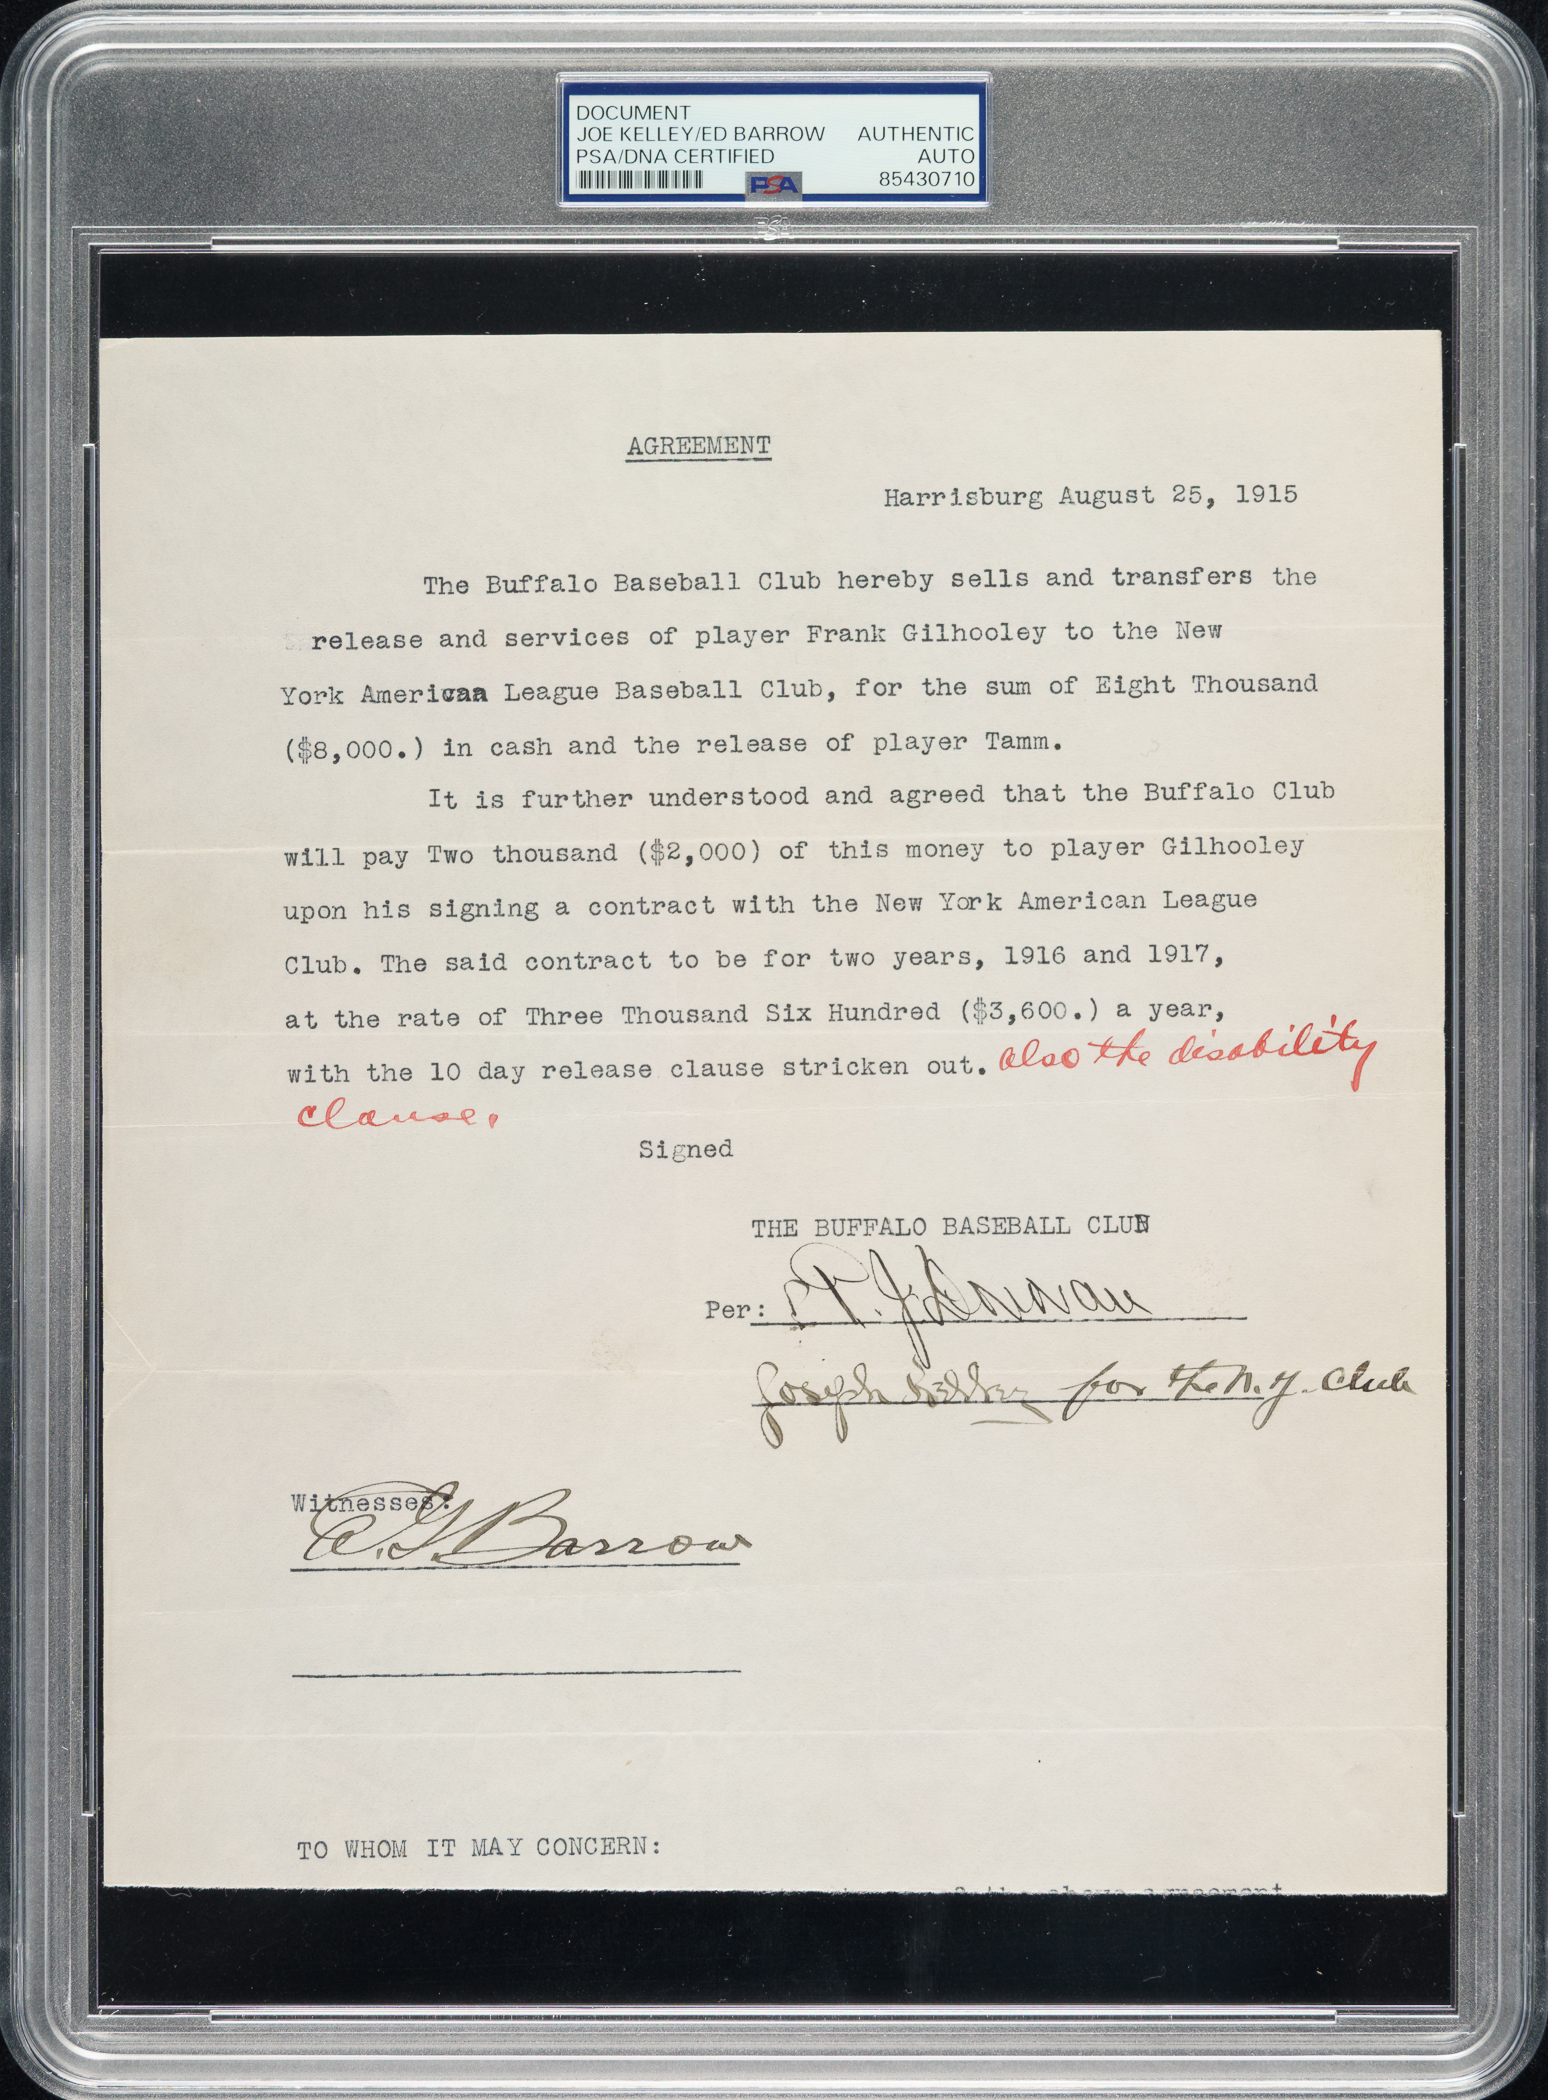 DOCUMENT
JOE KELLEY/ED BARROW AUTHENTIC
PSA/DNA CERTIFIED AUTO
PSA 85430710
PSA
AGREEMENT
Harrisburg August 25, 1915
The Buffalo Baseball Club hereby sells and transfers the
release and services of player Frank Gilhooley to the New
York American League Baseball Club, for the sum of Eight Thousand
($8,000.) in cash and the release of player Tamm.
It is further understood and agreed that the Buffalo Club
will pay Two thousand ($2,000) of this money to player Gilhooley
upon his signing a contract with the New York American League
Club. The said contract to be for two years, 1916 and 1917,
at the rate of Three Thousand Six Hundred ($3,600.) a year,
with the 10 day release clause stricken out. also the disability
clause.
Signed
THE BUFFALO BASEBALL CLUB
Per: P. J. Donovan
Joseph Kelley for the N.Y. Club
Witnesses:
E. G. Barrow
TO WHOM IT MAY CONCERN:
the above agreement